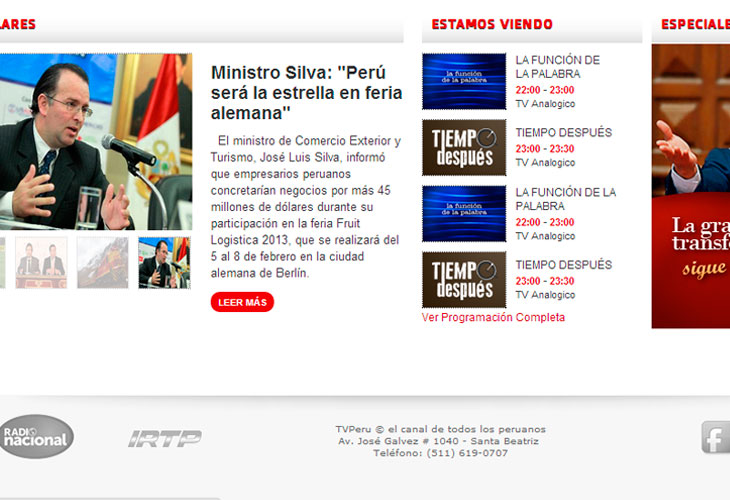 LARES
Ministro Silva: "Perú
será la estrella en feria
alemana"
El ministro de Comercio Exterior y
Turismo, José Luis Silva, informó
que empresarios peruanos
concretarían negocios por más 45
millones de dólares durante su
participación en la feria Fruit
Logistica 2013, que se realizará del
5 al 8 de febrero en la ciudad
alemana de Berlín.
LEER MÁS
ESTAMOS VIENDO
la función
de la palabra
LA FUNCIÓN DE
LA PALABRA
22:00 - 23:00
TV Analogico
TIEMPO
después
TIEMPO DESPUÉS
23:00 - 23:30
TV Analogico
la función
de la palabra
LA FUNCIÓN DE LA
PALABRA
22:00 - 23:00
TV Analogico
TIEMPO
después
TIEMPO DESPUÉS
23:00 - 23:30
TV Analogico
Ver Programación Completa
ESPECIALE
La gra
transf
sigue
RADIO
nacional
IRTP
TVPeru © el canal de todos los peruanos
Av. José Galvez # 1040 - Santa Beatriz
Teléfono: (511) 619-0707
f